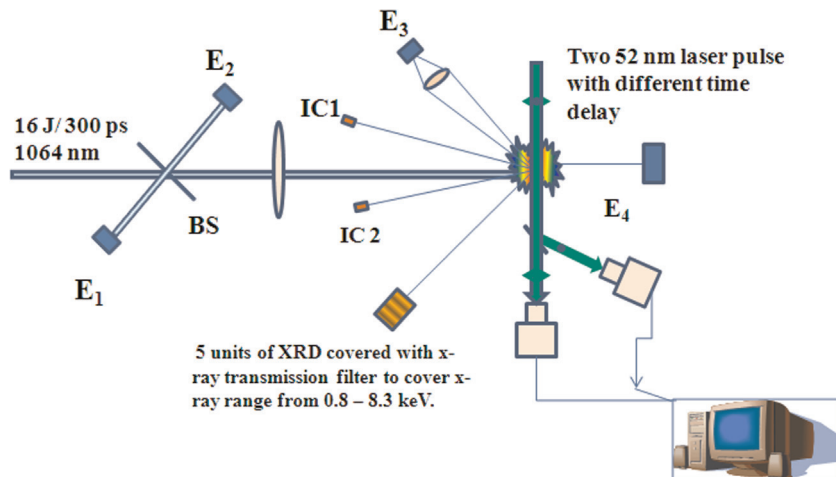 E3
E2
Two 52 nm laser pulse
with different time
delay
IC1
16 J/ 300 ps
1064 nm
BS
IC 2
E4
E1
5 units of XRD covered with x-
ray transmission filter to cover x-
ray range from 0.8 – 8.3 keV.